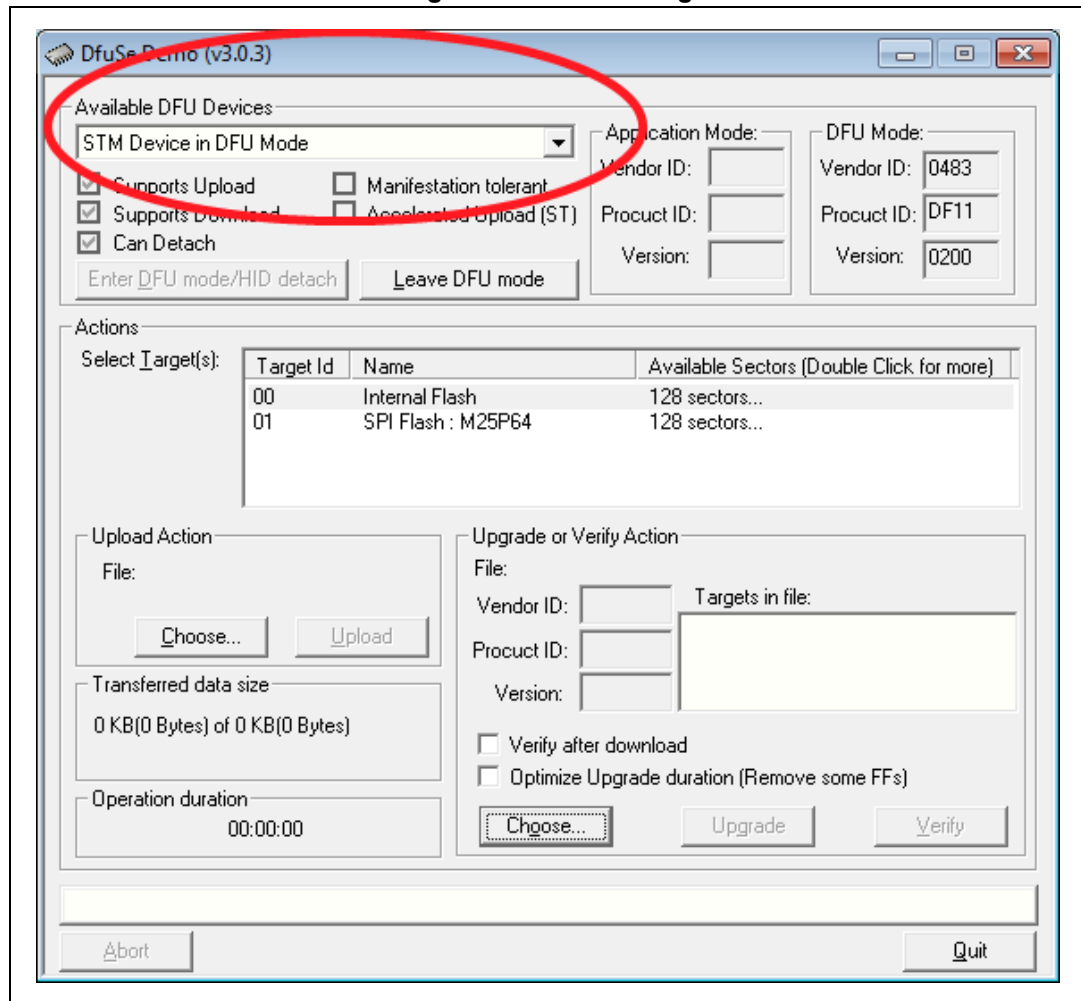 DfuSe Demo (v3.0.3)
Available DFU Devices
STM Device in DFU Mode
Supports Upload
Manifestation tolerant
Supports Download
Accelerated Upload (ST)
Can Detach
Enter DFU mode/HID detach
Leave DFU mode
Application Mode:
Vendor ID:
Procuct ID:
Version:
DFU Mode:
Vendor ID: 0483
Procuct ID: DF11
Version: 0200
Actions
Select Target(s):
Target Id Name Available Sectors (Double Click for more)
00 Internal Flash 128 sectors...
01 SPI Flash : M25P64 128 sectors...
Upload Action
File:
Choose...
Upload
Transferred data size
0 KB(0 Bytes) of 0 KB(0 Bytes)
Operation duration
00:00:00
Upgrade or Verify Action
File:
Vendor ID:
Procuct ID:
Version:
Targets in file:
Verify after download
Optimize Upgrade duration (Remove some FFs)
Choose...
Upgrade
Verify
Abort
Quit